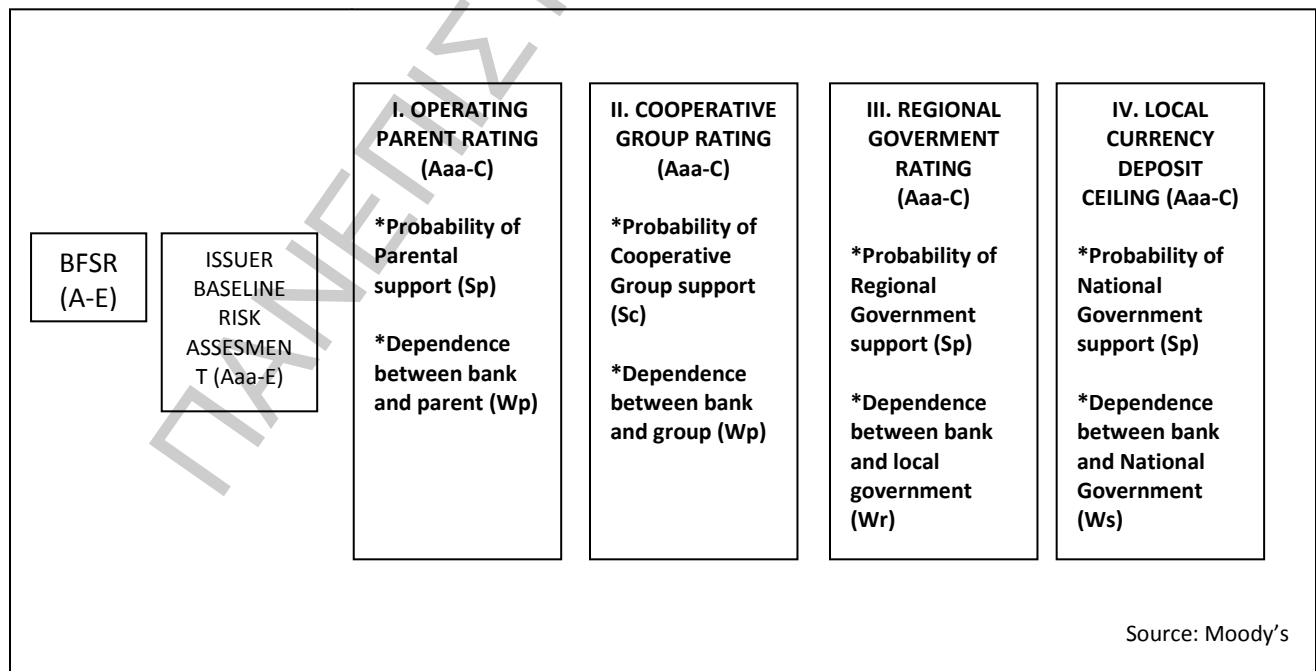 BFSR
(A-E)
ISSUER
BASELINE
RISK
ASSESMEN
T (Aaa-E)
I. OPERATING
PARENT RATING
(Aaa-C)
*Probability of
Parental
support (Sp)
*Dependence
between bank
and parent (Wp)
II. COOPERATIVE
GROUP RATING
(Aaa-C)
*Probability of
Cooperative
Group support
(Sc)
*Dependence
between bank
and group (Wp)
III. REGIONAL
GOVERMENT
RATING
(Aaa-C)
*Probability of
Regional
Government
support (Sp)
*Dependence
between bank
and local
government
(Wr)
IV. LOCAL
CURRENCY
DEPOSIT
CEILING (Aaa-C)
*Probability of
National
Government
support (Sp)
*Dependence
between bank
and National
Government
(Ws)
Source: Moody’s
ΠΑΝΕΠΙΣ